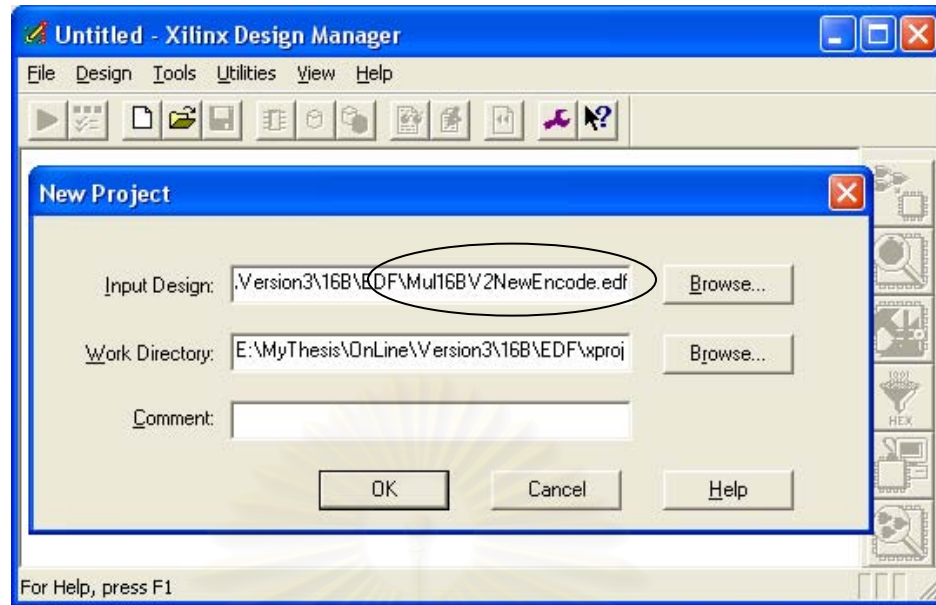 Untitled - Xilinx Design Manager
File Design Tools Utilities View Help
New Project
Input Design: .Version3\16B\EDF\Mul16BV2NewEncode.edf Browse...
Work Directory: E:\MyThesis\OnLine\Version3\16B\EDF\xproj Browse...
Comment:
OK Cancel Help
1001
HEX
For Help, press F1